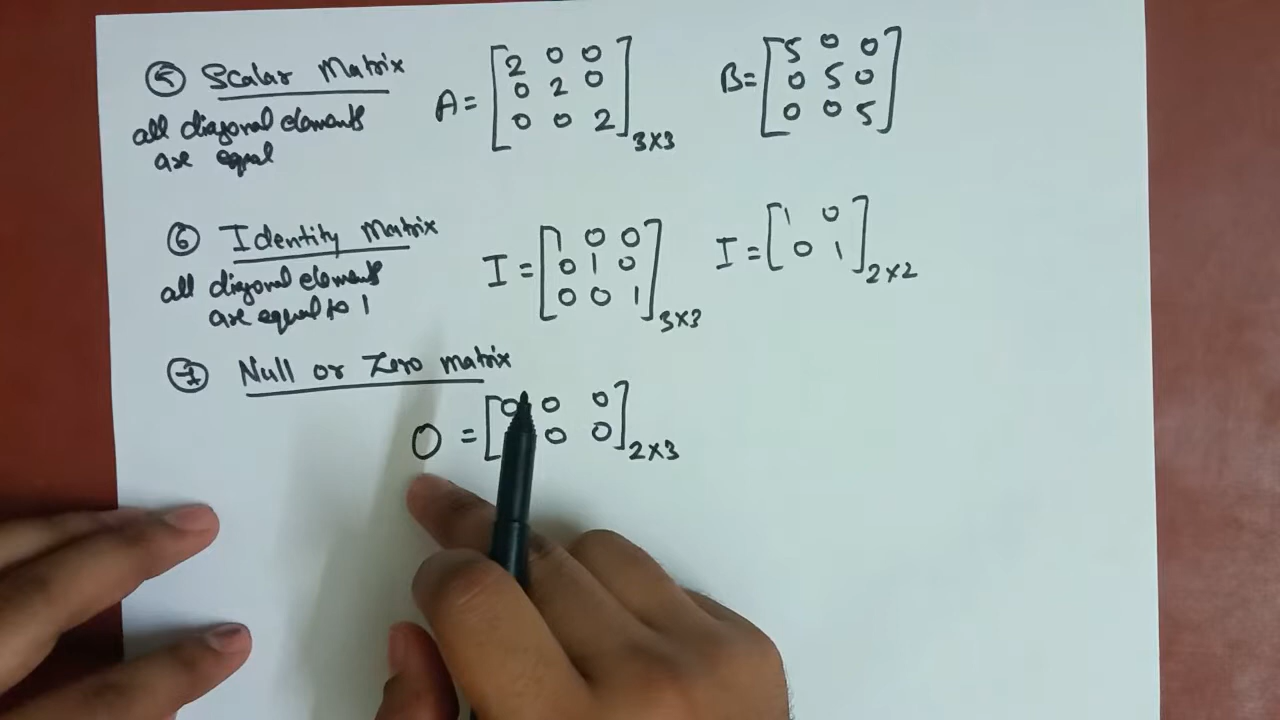 ⑤ Scalar Matrix
all diagonal elements
are equal
A = [2 0 0
0 2 0
0 0 2] 3×3
B = [5 0 0
0 5 0
0 0 5]
⑥ Identity Matrix
all diagonal elements
are equal to 1
I = [1 0 0
0 1 0
0 0 1] 3×3
I = [1 0
0 1] 2×2
⑦ Null or Zero matrix
O = [0 0 0
0 0] 2×3